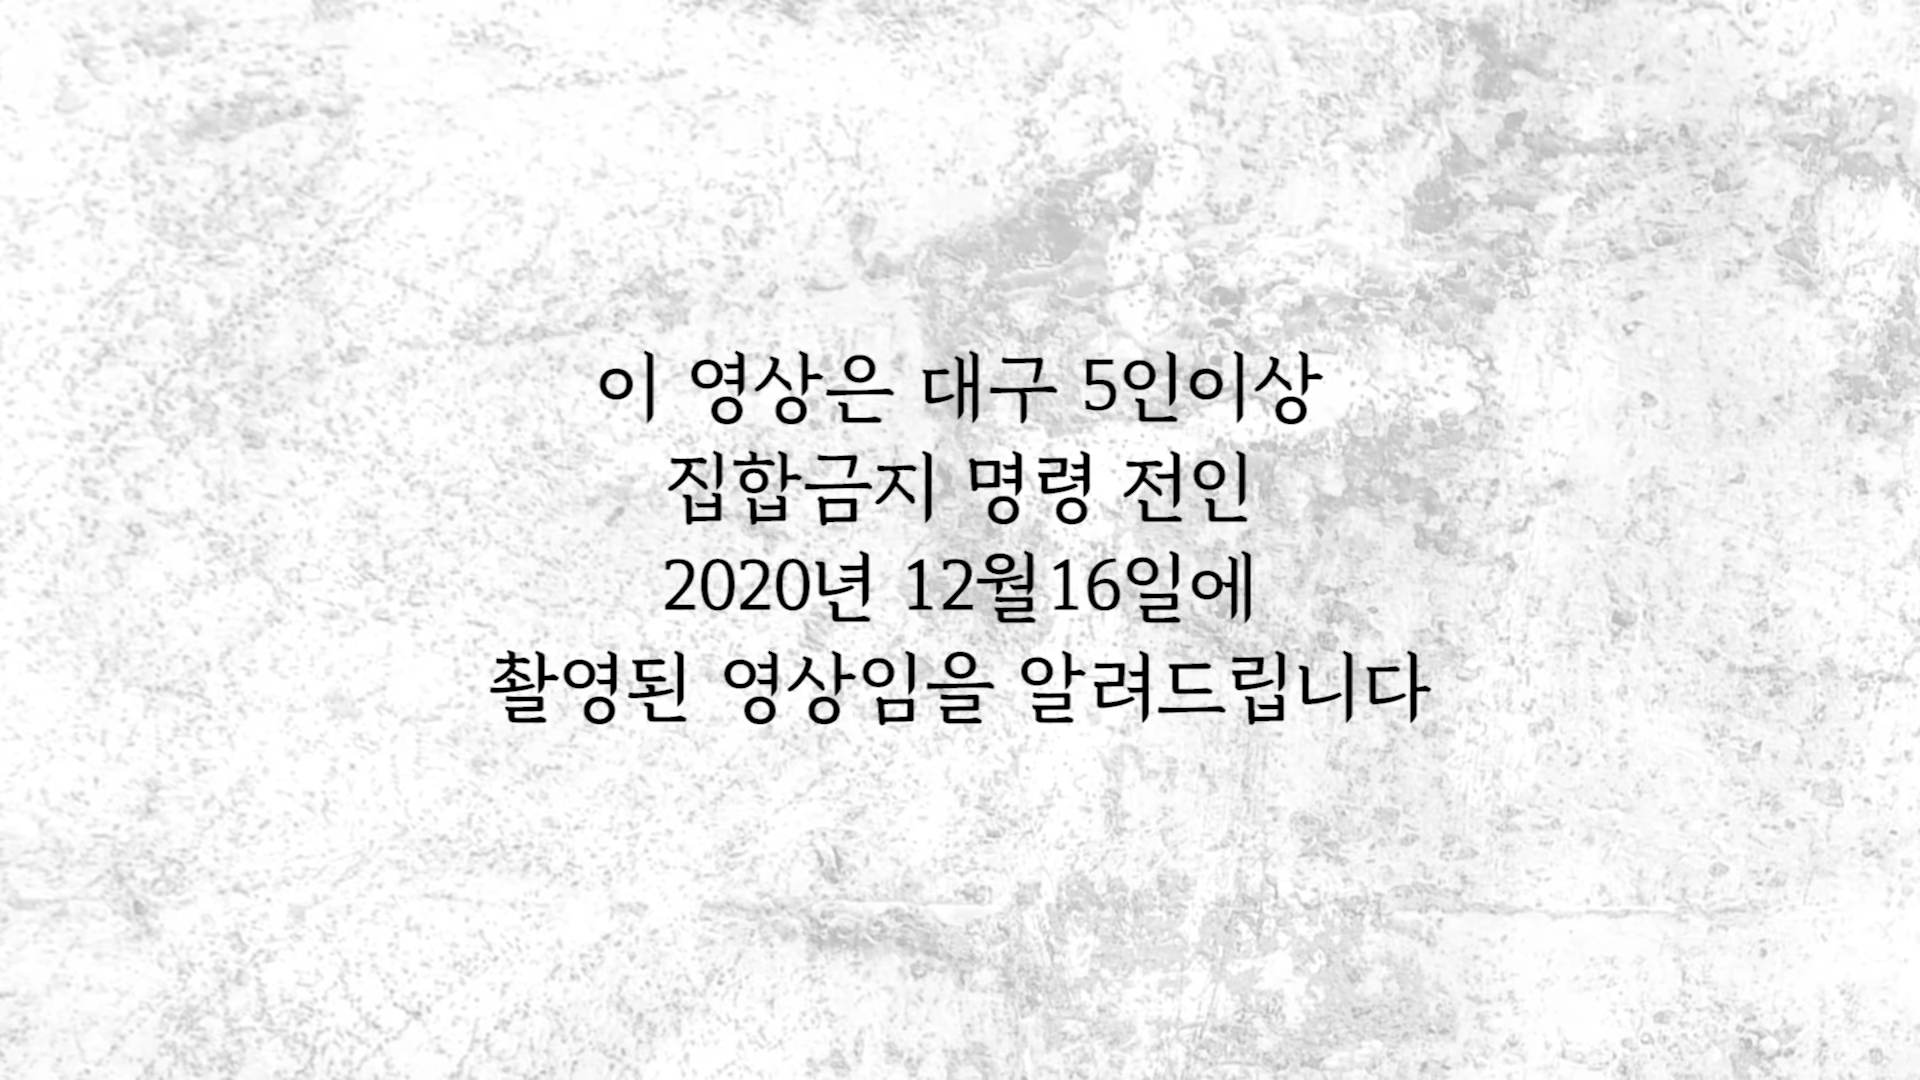 이 영상은 대구 5인이상
집합금지 명령 전인
2020년 12월16일에
촬영된 영상임을 알려드립니다